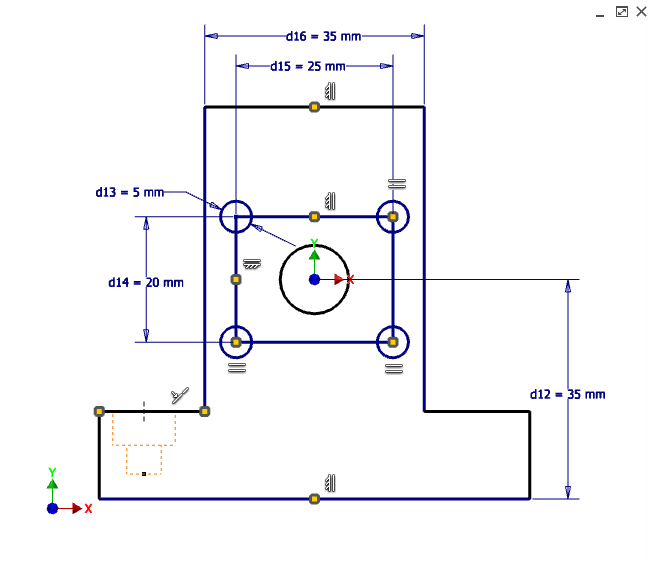 d16 = 35 mm
d15 = 25 mm
d13 = 5 mm
Y
X
d14 = 20 mm
d12 = 35 mm
Y
X